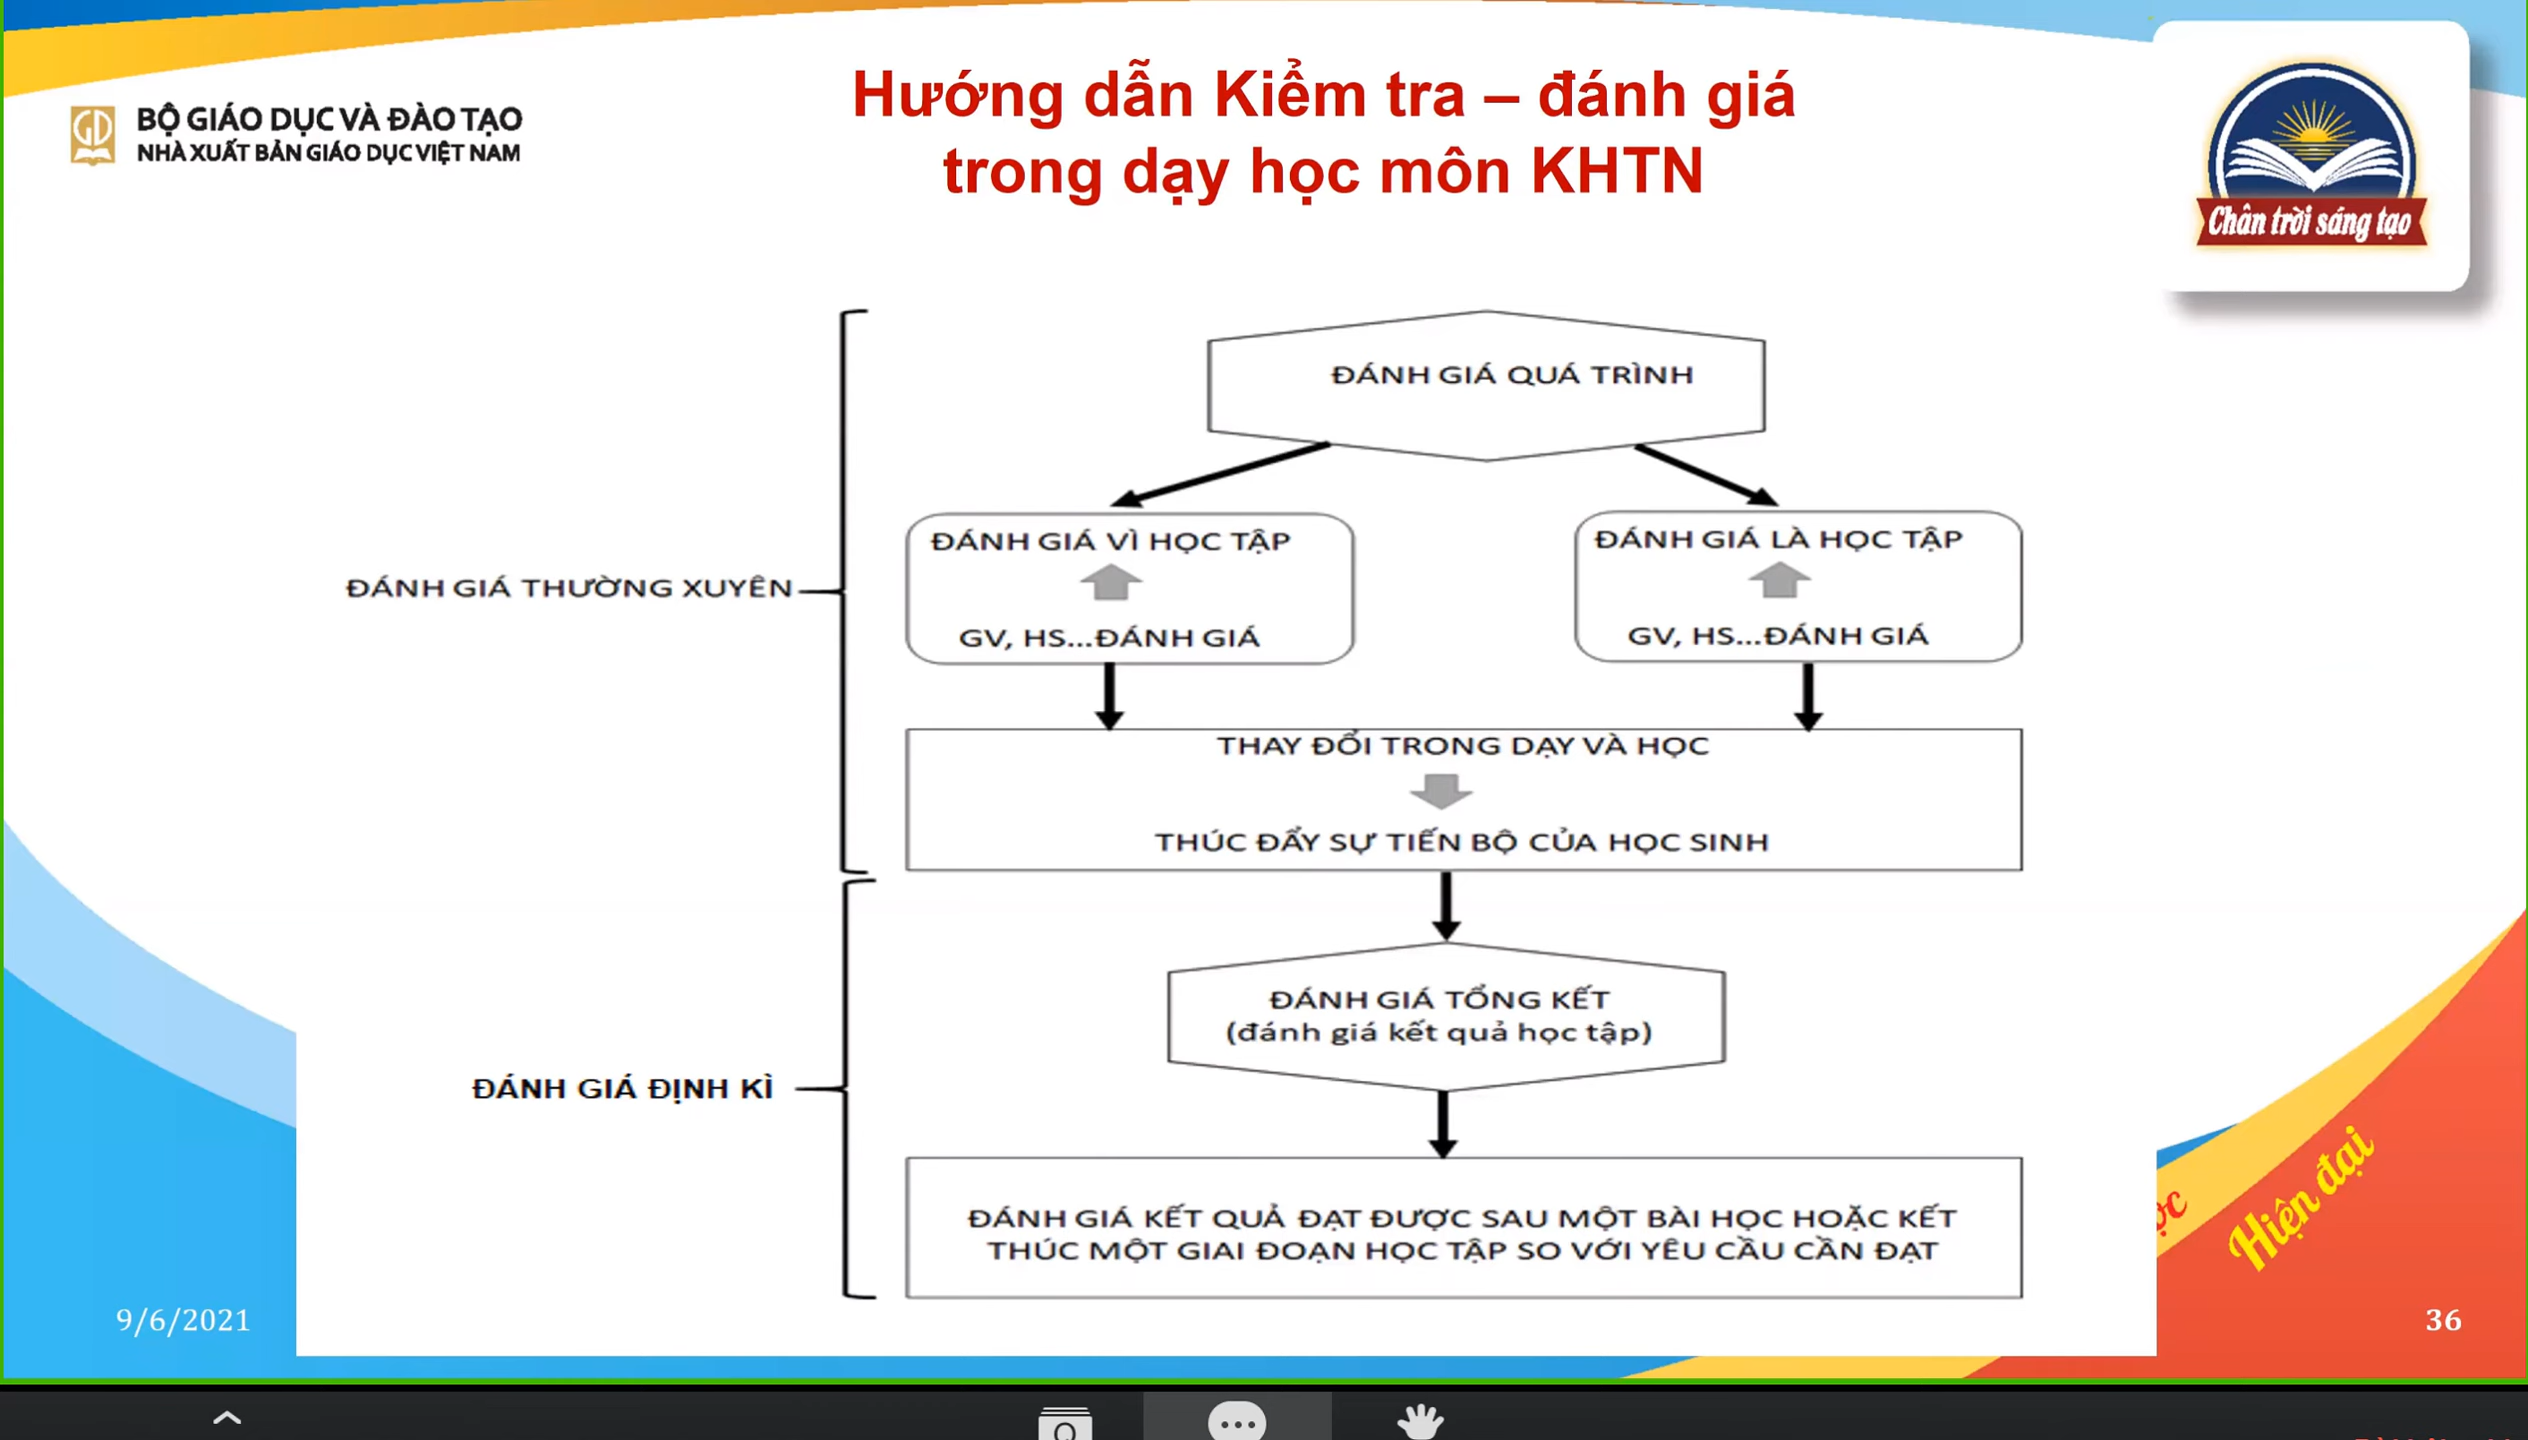 BỘ GIÁO DỤC VÀ ĐÀO TẠO
NHÀ XUẤT BẢN GIÁO DỤC VIỆT NAM
Hướng dẫn Kiểm tra – đánh giá
trong dạy học môn KHTN
Chân trời sáng tạo
ĐÁNH GIÁ QUÁ TRÌNH
ĐÁNH GIÁ VÌ HỌC TẬP
GV, HS...ĐÁNH GIÁ
ĐÁNH GIÁ LÀ HỌC TẬP
GV, HS...ĐÁNH GIÁ
ĐÁNH GIÁ THƯỜNG XUYÊN
THAY ĐỔI TRONG DẠY VÀ HỌC
THÚC ĐẨY SỰ TIẾN BỘ CỦA HỌC SINH
ĐÁNH GIÁ TỔNG KẾT
(đánh giá kết quả học tập)
ĐÁNH GIÁ ĐỊNH KÌ
ĐÁNH GIÁ KẾT QUẢ ĐẠT ĐƯỢC SAU MỘT BÀI HỌC HOẶC KẾT
THÚC MỘT GIAI ĐOẠN HỌC TẬP SO VỚI YÊU CẦU CẦN ĐẠT
Hiện đại
9/6/2021
36